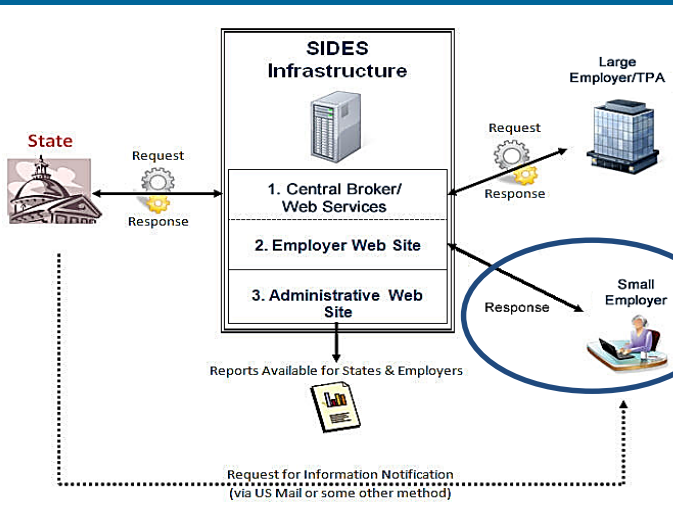 SIDES
Infrastructure
Large
Employer/TPA
State
Request
Response
Request
Response
1. Central Broker/
Web Services
2. Employer Web Site
3. Administrative Web
Site
Response
Small
Employer
Reports Available for States & Employers
Request for Information Notification
(via US Mail or some other method)